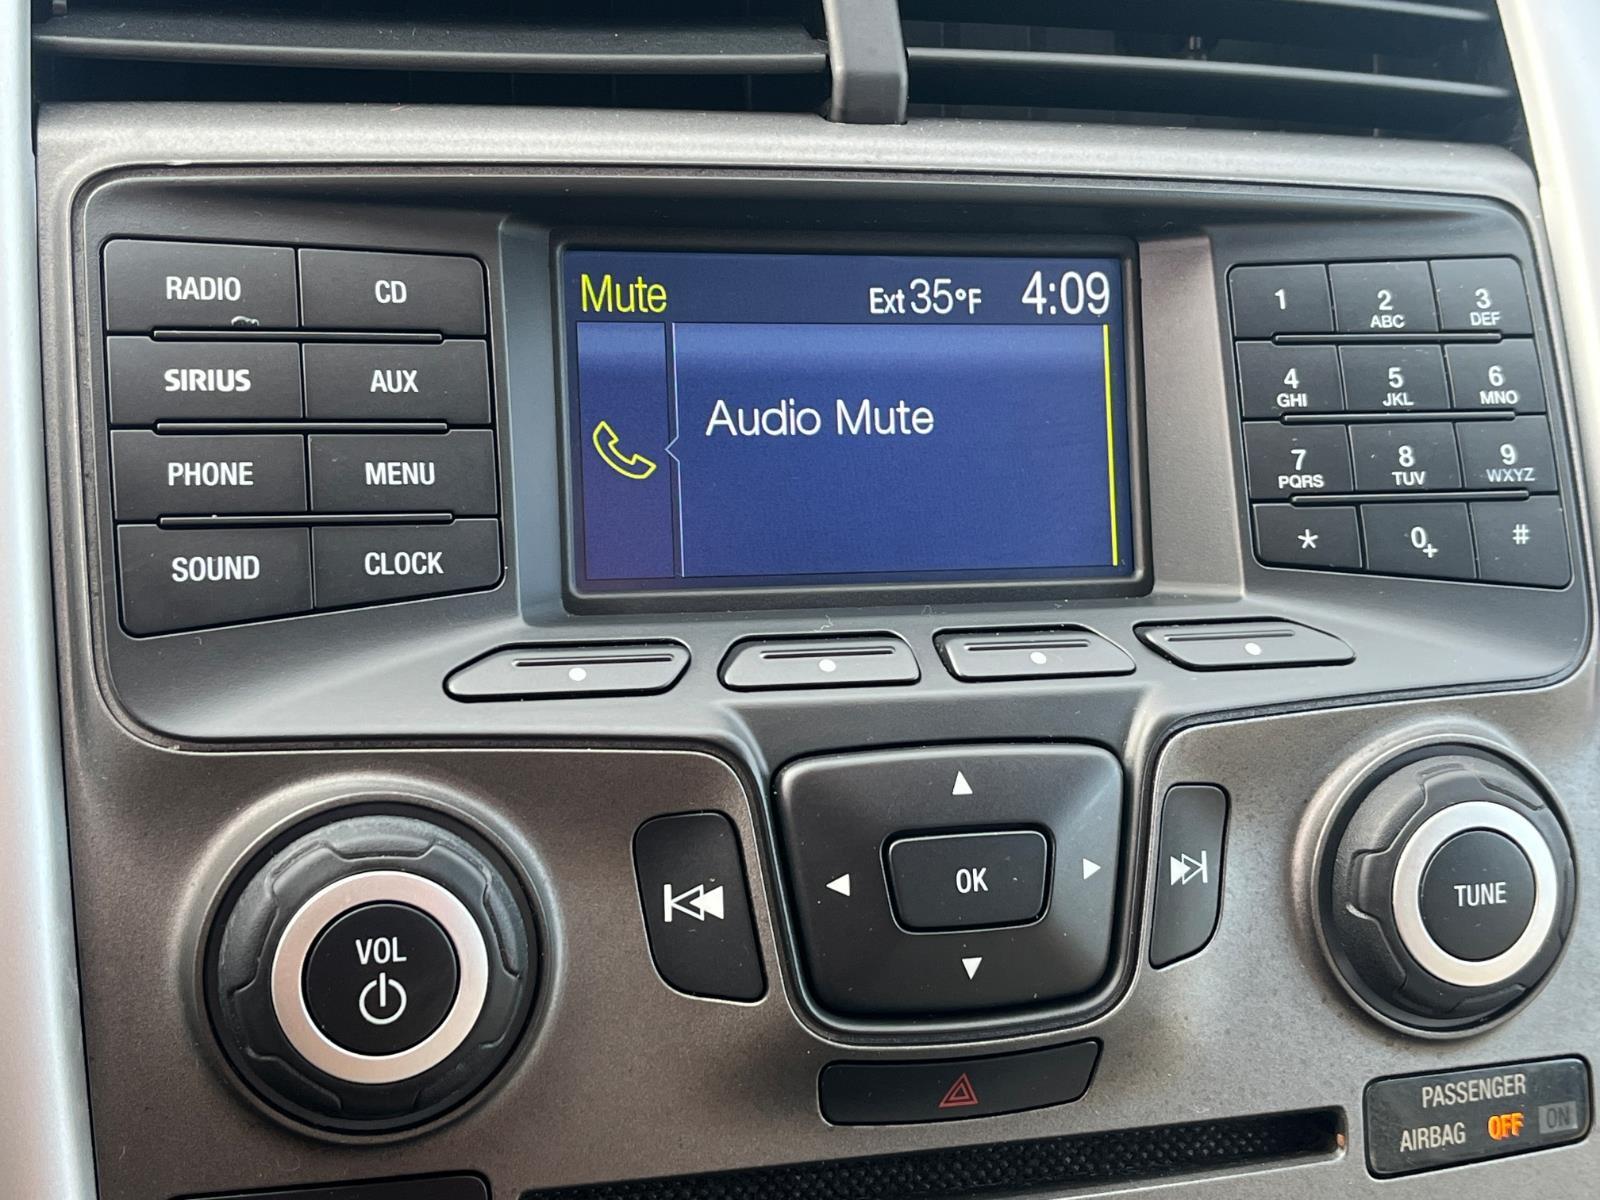 Mute Ext 35°F 4:09
Audio Mute
RADIO CD
SIRIUS AUX
PHONE MENU
SOUND CLOCK
1 2 ABC 3 DEF
4 GHI 5 JKL 6 MNO
7 PQRS 8 TUV 9 WXYZ
* 0+ #
VOL
OK
TUNE
PASSENGER
AIRBAG OFF ON